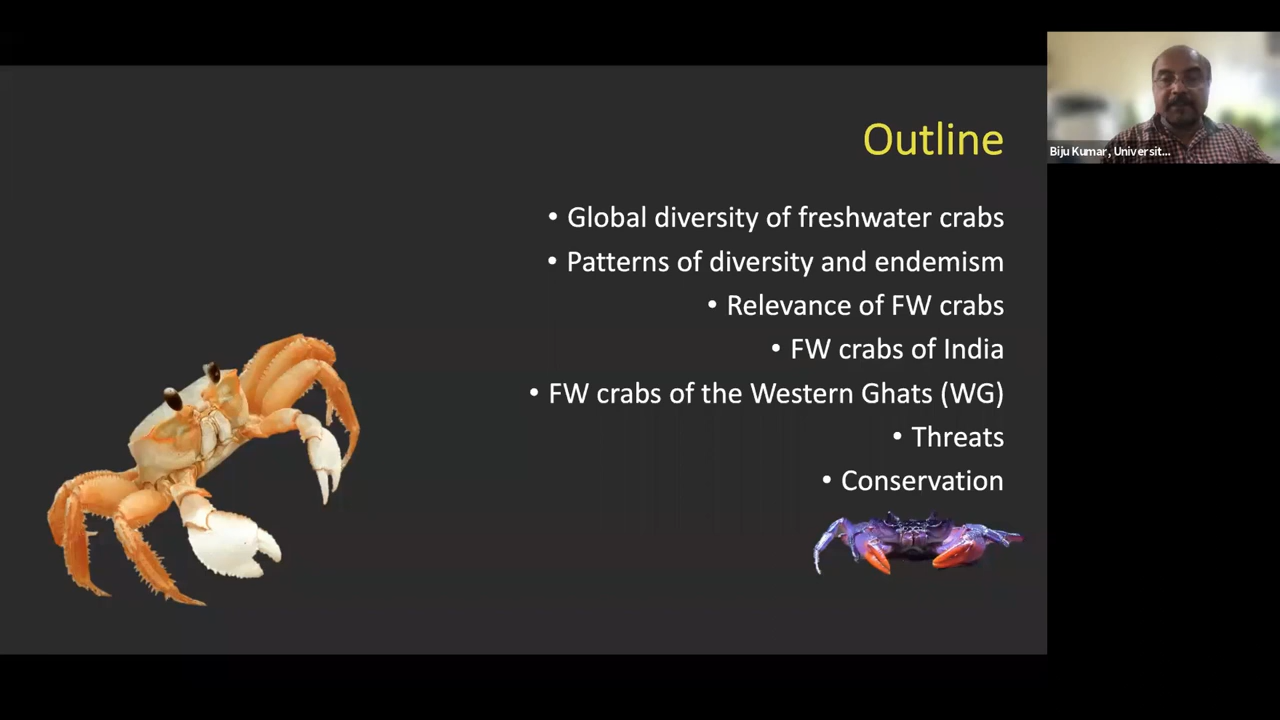 Outline
• Global diversity of freshwater crabs
• Patterns of diversity and endemism
• Relevance of FW crabs
• FW crabs of India
• FW crabs of the Western Ghats (WG)
• Threats
• Conservation
Biju Kumar, Universit...